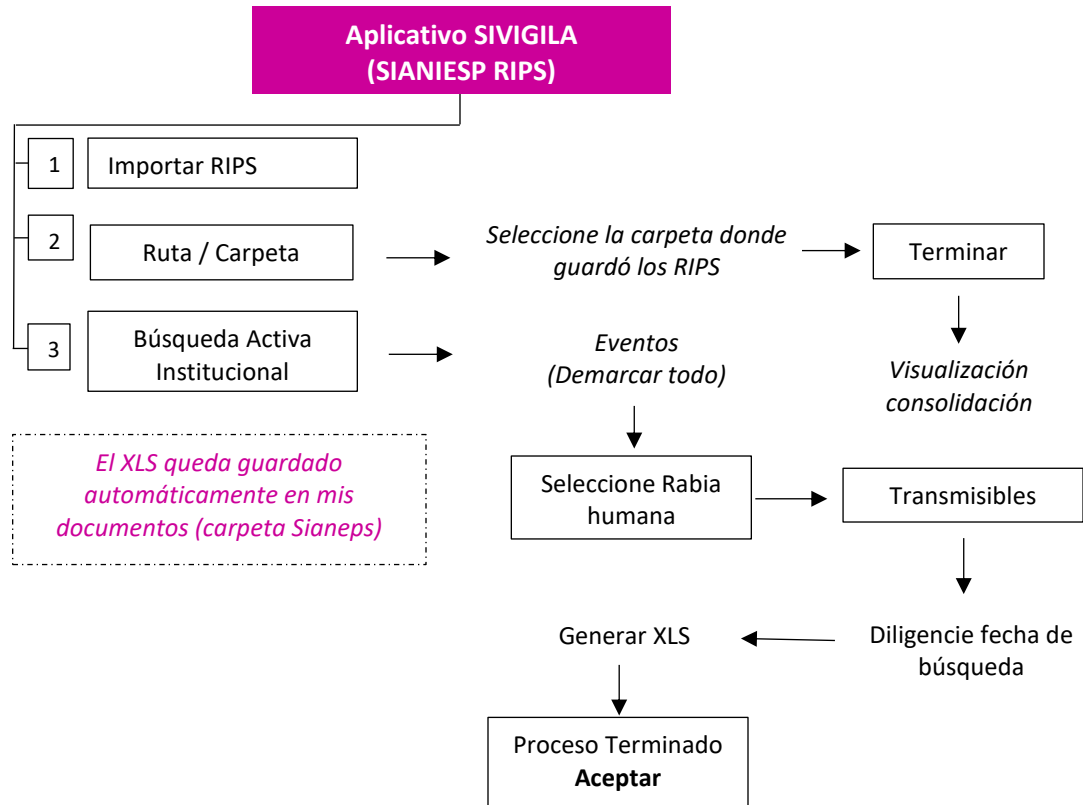 Aplicativo SIVIGILA
(SIANIESP RIPS)
1
Importar RIPS
2
Ruta / Carpeta
Seleccione la carpeta donde
guardó los RIPS
Terminar
3
Búsqueda Activa
Institucional
Eventos
(Demarcar todo)
Visualización
consolidación
El XLS queda guardado
automáticamente en mis
documentos (carpeta Sianeps)
Seleccione Rabia
humana
Transmisibles
Generar XLS
Diligencie fecha de
búsqueda
Proceso Terminado
Aceptar